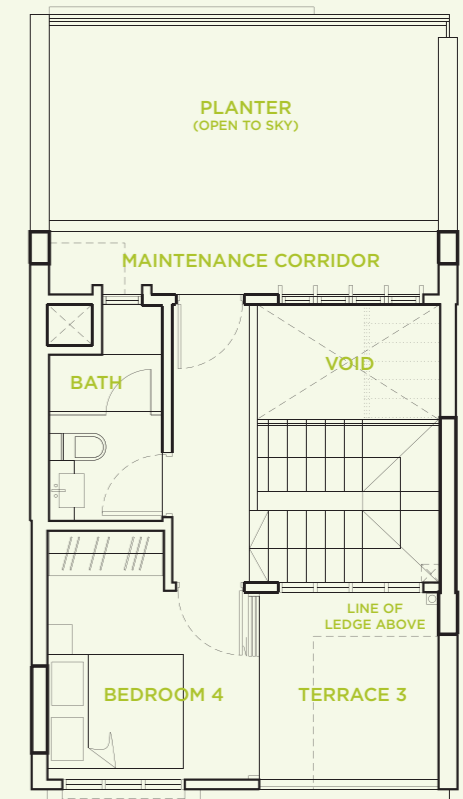 PLANTER
(OPEN TO SKY)
MAINTENANCE CORRIDOR
VOID
BATH
LINE OF
LEDGE ABOVE
BEDROOM 4
TERRACE 3